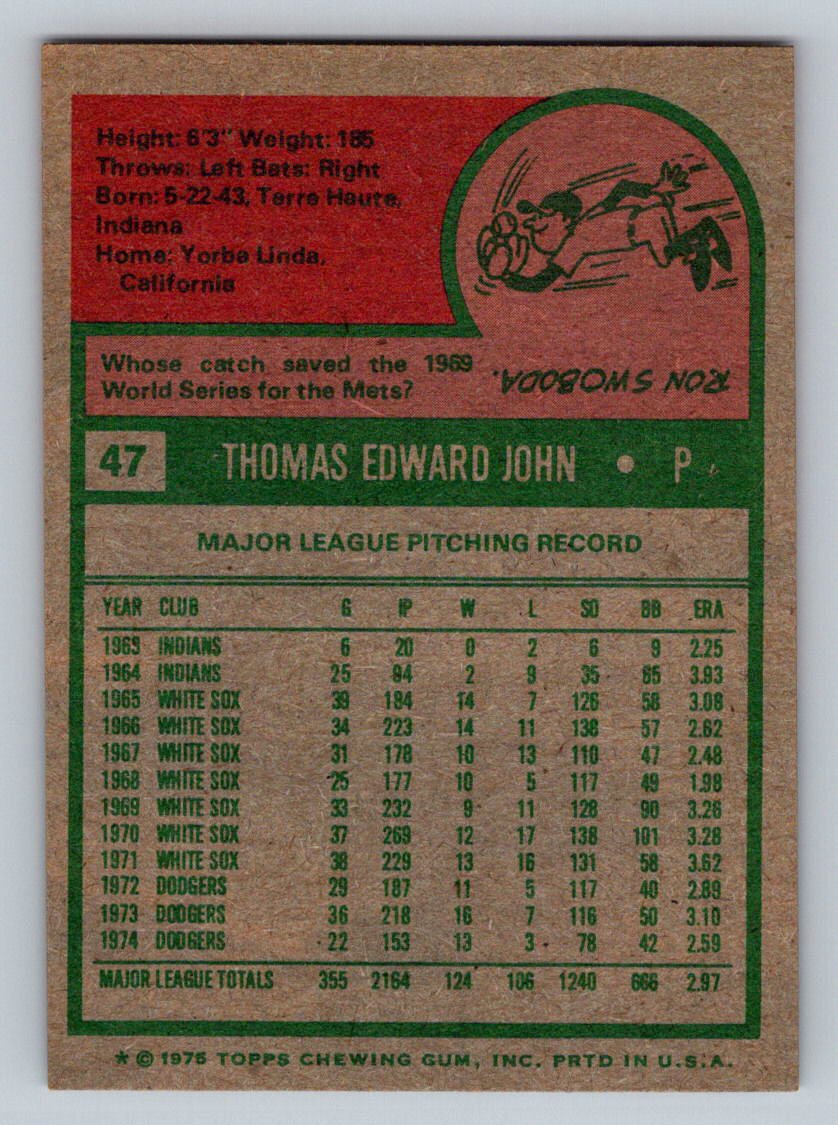 Height: 6'3" Weight: 185
Throws: Left Bats: Right
Born: 5-22-43, Terre Haute,
Indiana
Home: Yorba Linda,
California
Whose catch saved the 1969
World Series for the Mets?
RON SWOBODA.
47 THOMAS EDWARD JOHN • P
MAJOR LEAGUE PITCHING RECORD
YEAR CLUB G IP W L SO BB ERA
1963 INDIANS 6 20 0 2 6 9 2.25
1964 INDIANS 25 94 2 9 35 65 3.93
1965 WHITE SOX 39 184 14 7 126 58 3.08
1966 WHITE SOX 34 223 14 11 138 57 2.62
1967 WHITE SOX 31 178 10 13 110 47 2.48
1968 WHITE SOX 25 177 10 5 117 49 1.98
1969 WHITE SOX 33 232 9 11 128 90 3.26
1970 WHITE SOX 37 269 12 17 138 101 3.28
1971 WHITE SOX 38 229 13 16 131 58 3.62
1972 DODGERS 29 187 11 5 117 40 2.89
1973 DODGERS 36 218 16 7 116 50 3.10
1974 DODGERS 22 153 13 3 78 42 2.59
MAJOR LEAGUE TOTALS 355 2164 124 106 1240 666 2.97
* © 1975 TOPPS CHEWING GUM, INC. PRTD IN U.S.A.